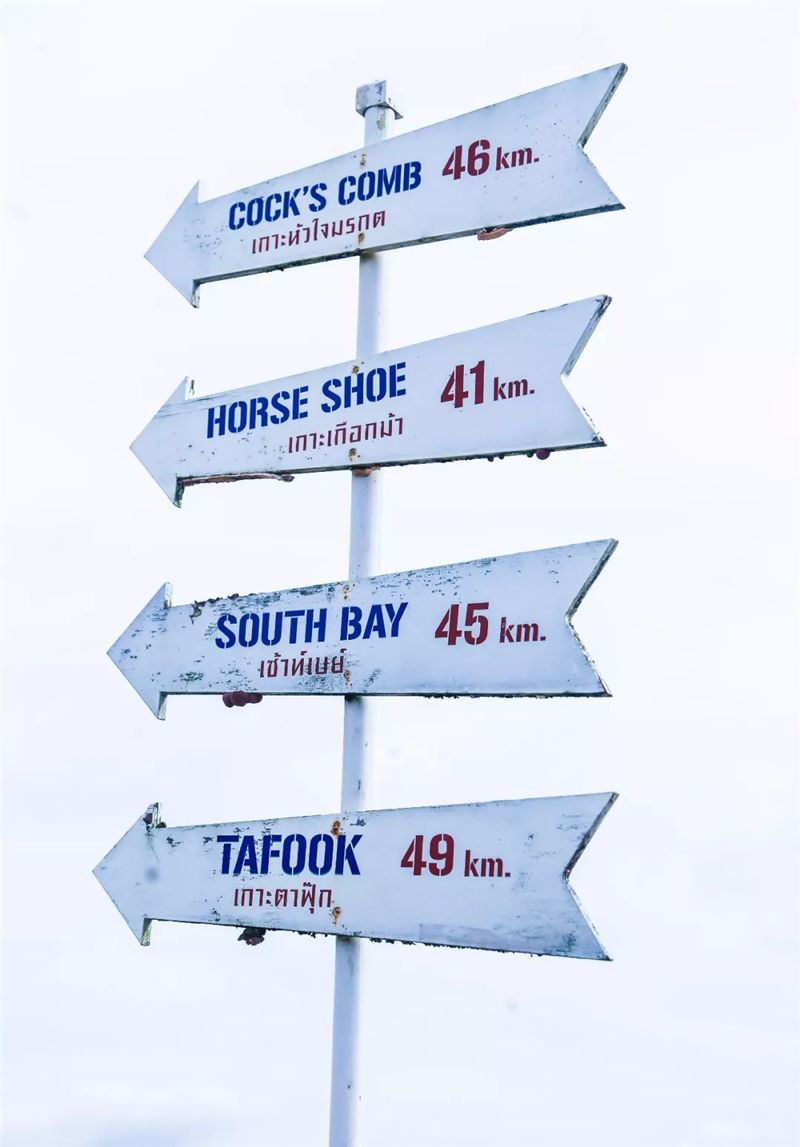 COCK'S COMB 46 km.
เกาะหัวใจมรกต
HORSE SHOE 41 km.
เกาะเกือกม้า
SOUTH BAY 45 km.
เซ้าท์เบย์
TAFOOK 49 km.
เกาะตาฟุ๊ก